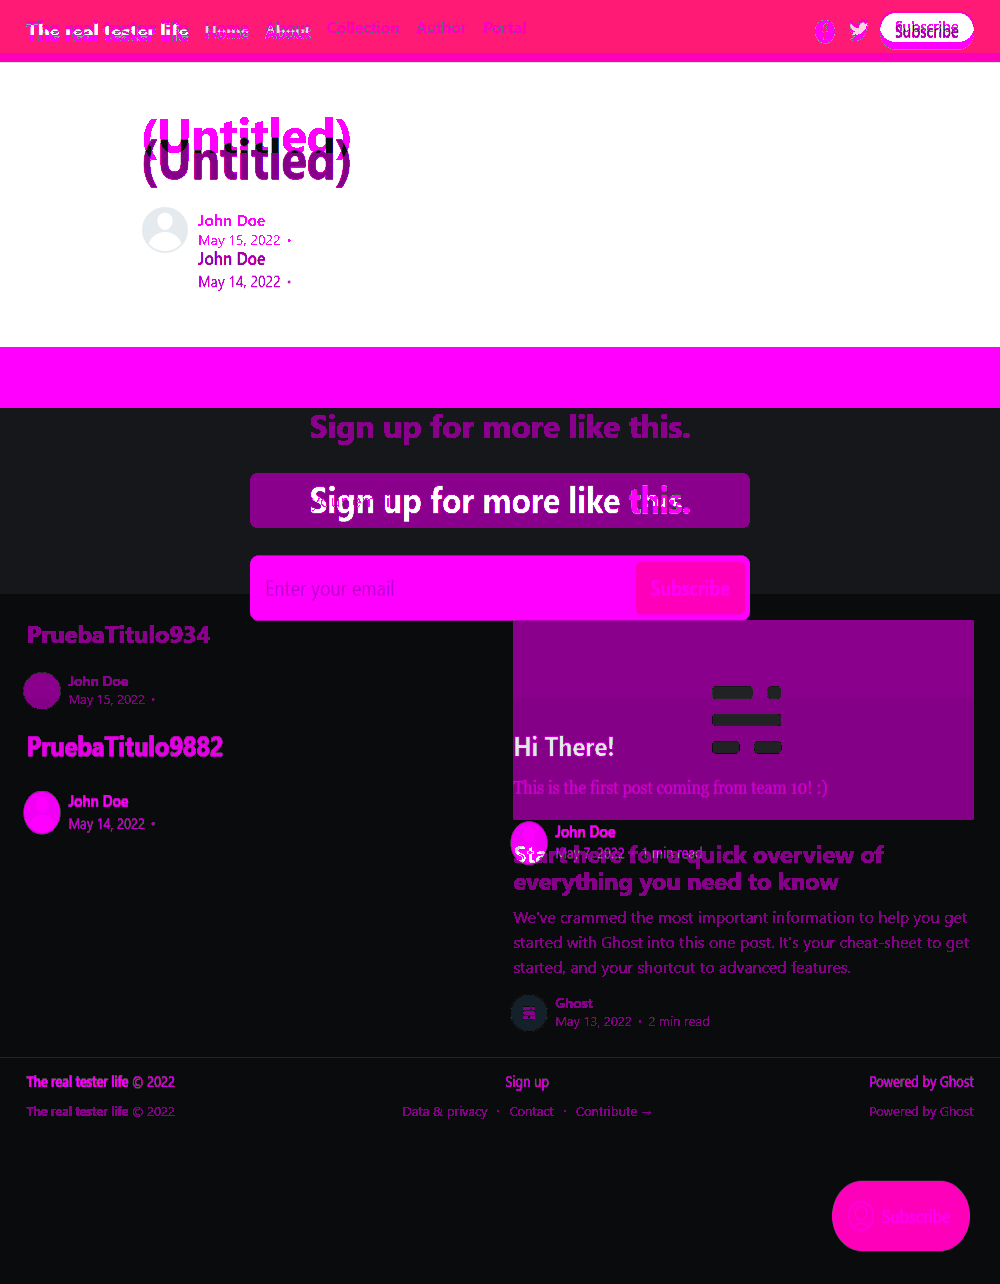 The real tester life Home About Collection Author Portal Subscribe
Subscribe
(Untitled)
(Untitled)
John Doe
May 15, 2022 •
John Doe
May 14, 2022 •
Sign up for more like this.
Sign up for more like this.
Enter your email Subscribe
PruebaTitulo934
John Doe
May 15, 2022 •
PruebaTitulo9882
John Doe
May 14, 2022 •
Hi There!
This is the first post coming from team 10! :)
John Doe
May 7, 2022 • 1 min read
Start here for a quick overview of
everything you need to know
We've crammed the most important information to help you get
started with Ghost into this one post. It's your cheat-sheet to get
started, and your shortcut to advanced features.
Ghost
May 13, 2022 • 2 min read
The real tester life © 2022 Sign up Powered by Ghost
The real tester life © 2022 Data & privacy • Contact • Contribute → Powered by Ghost
Subscribe